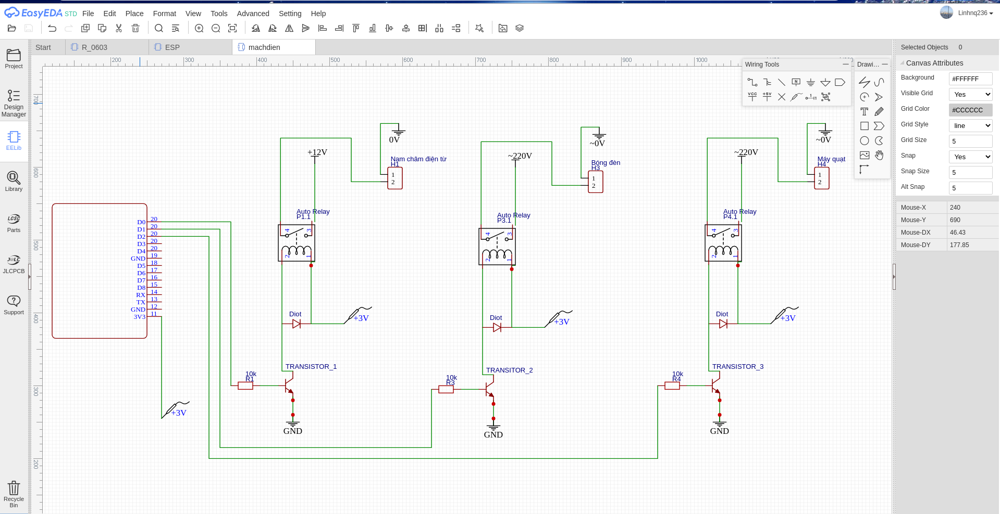 EasyEDA STD File Edit Place Format View Tools Advanced Setting Help
Linhnq236
Start R_0603 ESP machdien
Selected Objects 0
200 300 400 500 600 700 800 900 1000
Project
Design
Manager
EELib
Library
LCSC
Parts
J@LC
JLCPCB
Support
Recycle
Bin
700
600
500
400
300
200
Wiring Tools
N
VCC +5V
Drawi...
Canvas Attributes
Background #FFFFFF
Visible Grid Yes
Grid Color #CCCCCC
Grid Style line
Grid Size 5
Snap Yes
Snap Size 5
Alt Snap 5
Mouse-X 240
Mouse-Y 690
Mouse-DX 46.43
Mouse-DY 177.85
0V
+12V
Nam châm điện từ
H1
1
2
~0V
~220V
Bóng đèn
H3
1
2
~0V
~220V
Máy quạt
H4
1
2
D0 20
D1 20
D2 20
D3 20
D4 20
GND 19
D5 18
D6 17
D7 16
D8 15
RX 14
TX 13
GND 12
3V3 11
Auto Relay
P1.1
4 3
2 1
Auto Relay
P3.1
4 3
2 1
Auto Relay
P4.1
4 3
2 1
Diot
+3V
Diot
+3V
Diot
+3V
TRANSISTOR_1
10k
R1
GND
TRANSITOR_2
10k
R3
GND
TRANSISTOR_3
10k
R4
GND
+3V